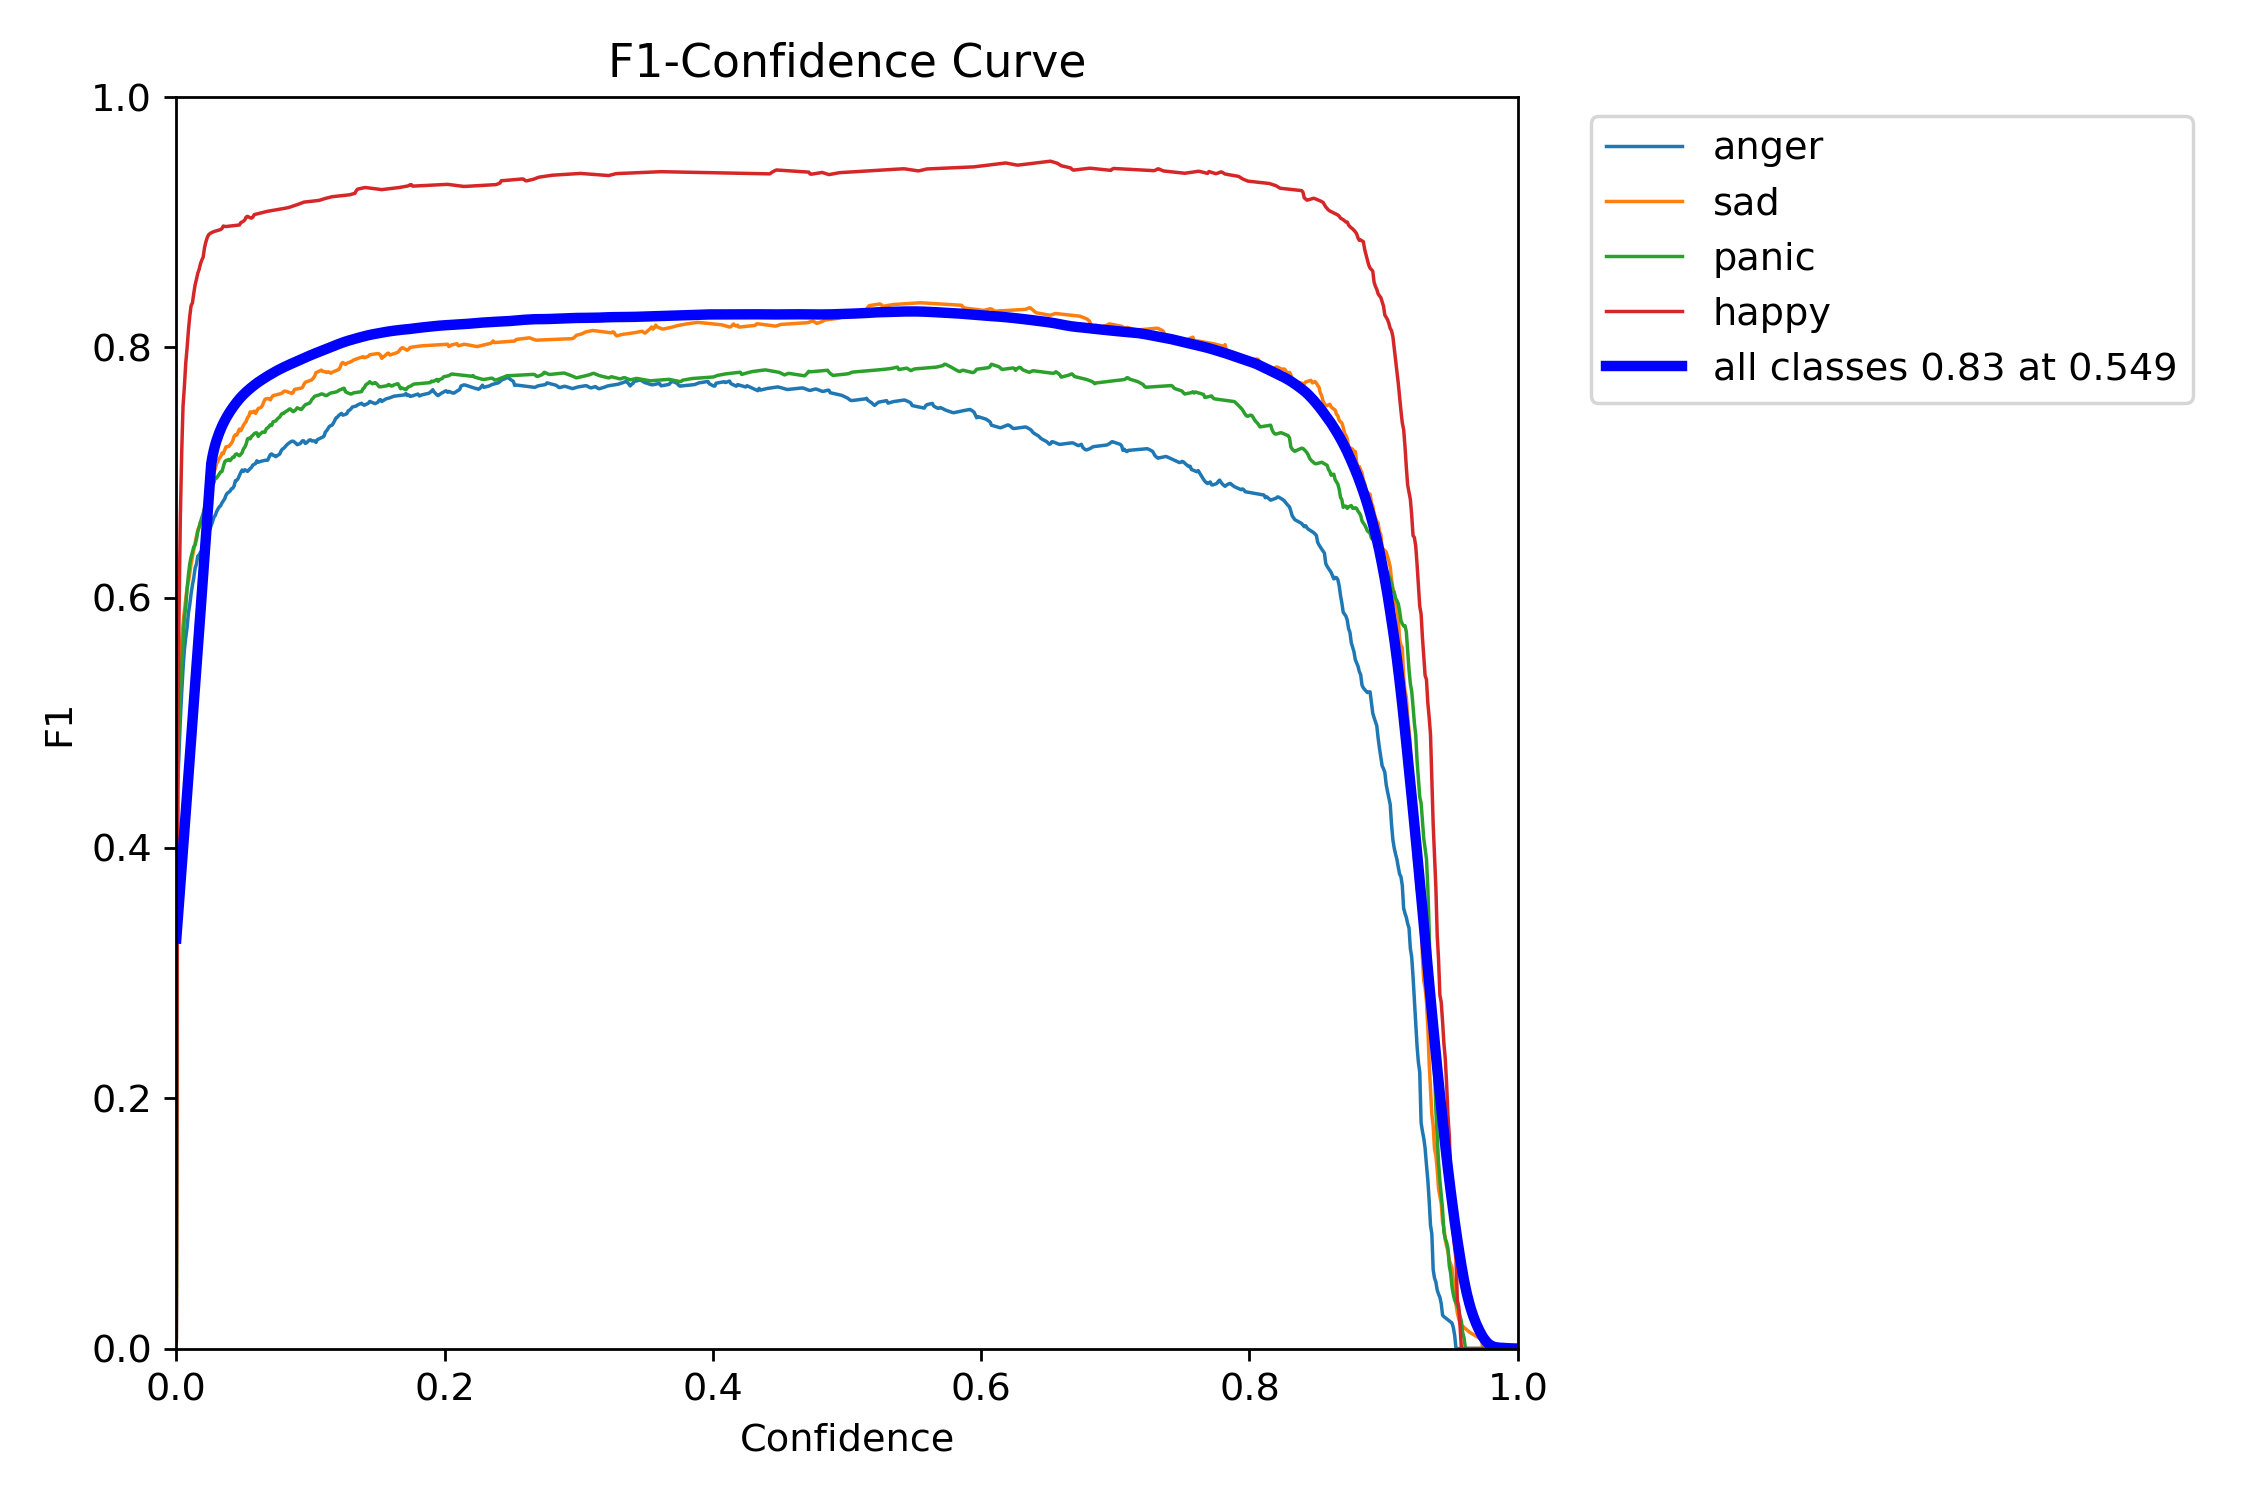 F1-Confidence Curve
1.0
0.8
0.6
0.4
0.2
0.0
F1
0.0 0.2 0.4 0.6 0.8 1.0
Confidence
anger
sad
panic
happy
all classes 0.83 at 0.549